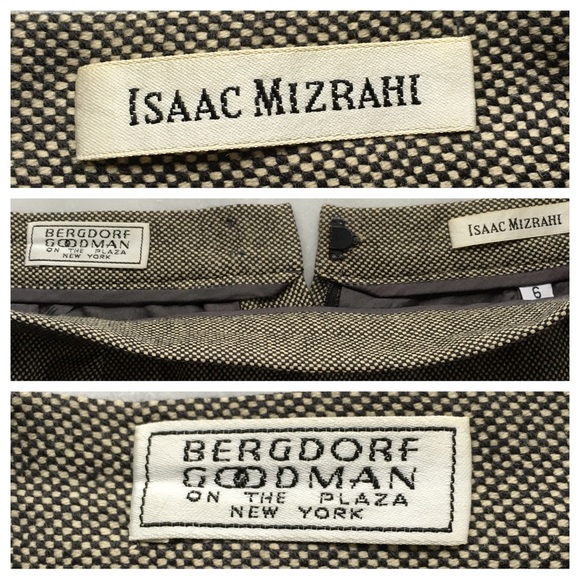 ISAAC MIZRAHI
BERGDORF
GOODMAN
ON THE PLAZA
NEW YORK
ISAAC MIZRAHI
6
BERGDORF
GOODMAN
ON THE PLAZA
NEW YORK